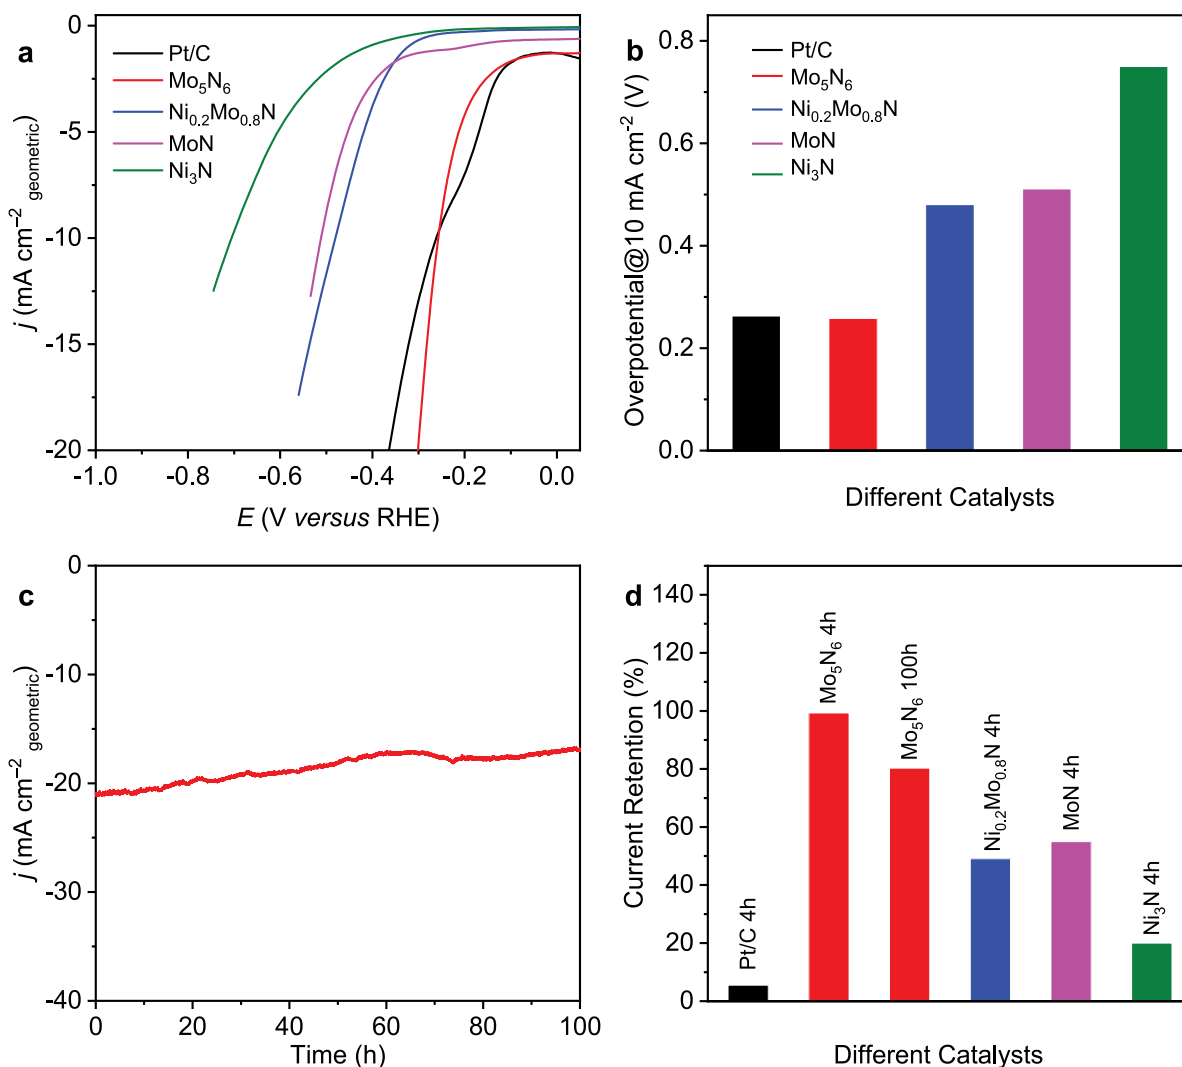 a
Pt/C
Mo₅N₆
Ni₀.₂Mo₀.₈N
MoN
Ni₃N
0
-5
-10
-15
-20
-1.0
-0.8
-0.6
-0.4
-0.2
0.0
j (mA cm⁻² geometric)
E (V versus RHE)
b
Pt/C
Mo₅N₆
Ni₀.₂Mo₀.₈N
MoN
Ni₃N
0.8
0.6
0.4
0.2
0.0
Overpotential@10 mA cm⁻² (V)
Different Catalysts
c
0
-10
-20
-30
-40
0
20
40
60
80
100
j (mA cm⁻² geometric)
Time (h)
d
140
120
100
80
60
40
20
0
Current Retention (%)
Pt/C 4h
Mo₅N₆ 4h
Mo₅N₆ 100h
Ni₀.₂Mo₀.₈N 4h
MoN 4h
Ni₃N 4h
Different Catalysts